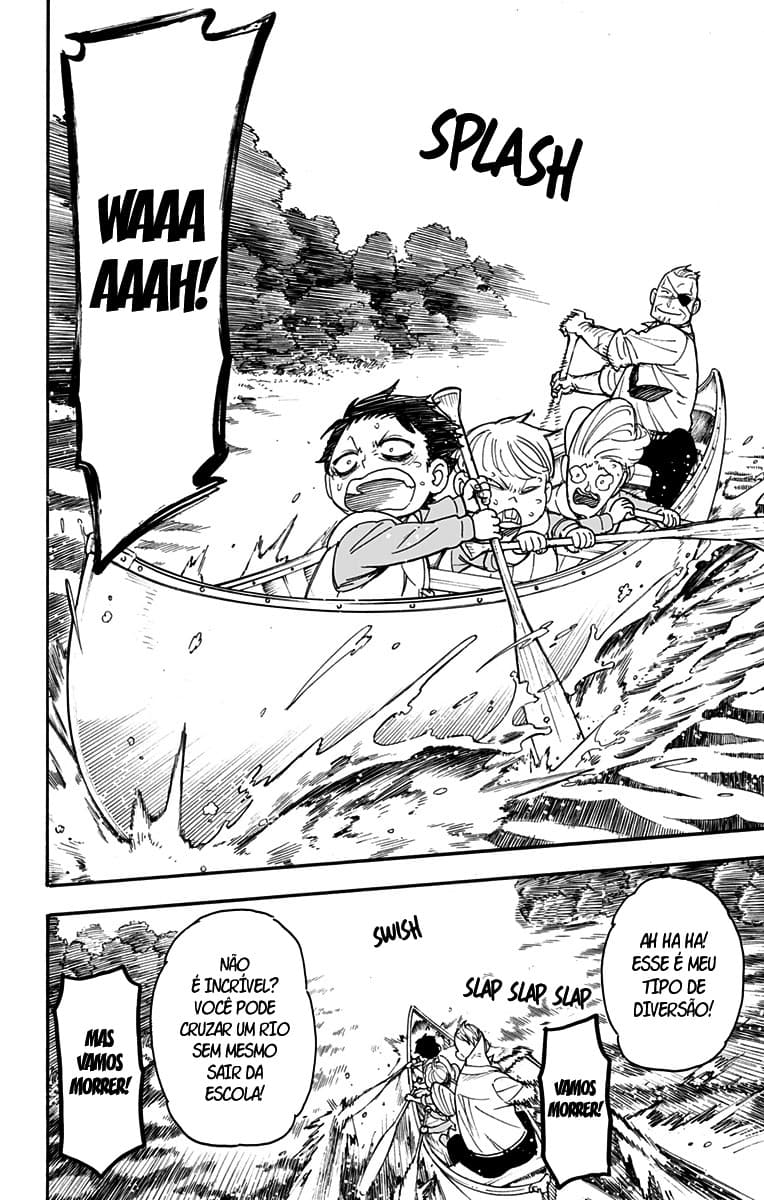 WAAA
AAAH!
SPLASH
AH HA HA!
ESSE É MEU
TIPO DE
DIVERSÃO!
VAMOS
MORRER!
SLAP SLAP SLAP
SWISH
NÃO
É INCRÍVEL?
VOCÊ PODE
CRUZAR UM RIO
SEM MESMO
SAIR DA
ESCOLA!
MAS
VAMOS
MORRER!